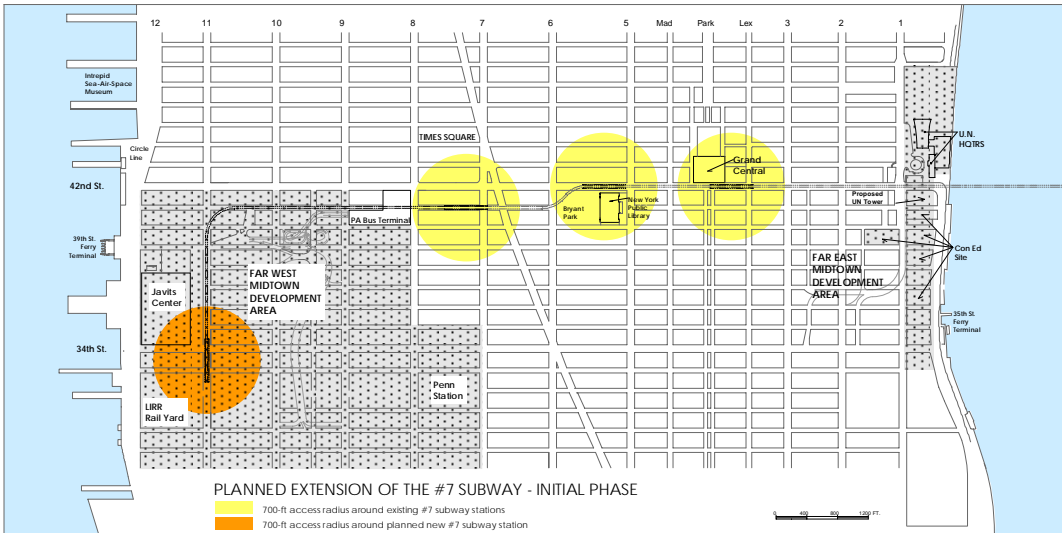 12 11 10 9 8 7 6 5 Mad Park Lex 3 2 1
Intrepid
Sea-Air-Space
Museum
TIMES SQUARE
U.N.
HQTRS
Circle
Line
Grand
Central
42nd St.
Proposed
UN Tower
New York
Public
Library
Bryant
Park
PA Bus Terminal
39th St.
Ferry
Terminal
Con Ed
Site
FAR WEST
MIDTOWN
DEVELOPMENT
AREA
FAR EAST
MIDTOWN
DEVELOPMENT
AREA
Javits
Center
35th St.
Ferry
Terminal
34th St.
Penn
Station
LIRR
Rail Yard
PLANNED EXTENSION OF THE #7 SUBWAY - INITIAL PHASE
700-ft access radius around existing #7 subway stations
700-ft access radius around planned new #7 subway station
0 400 800 1200 FT.